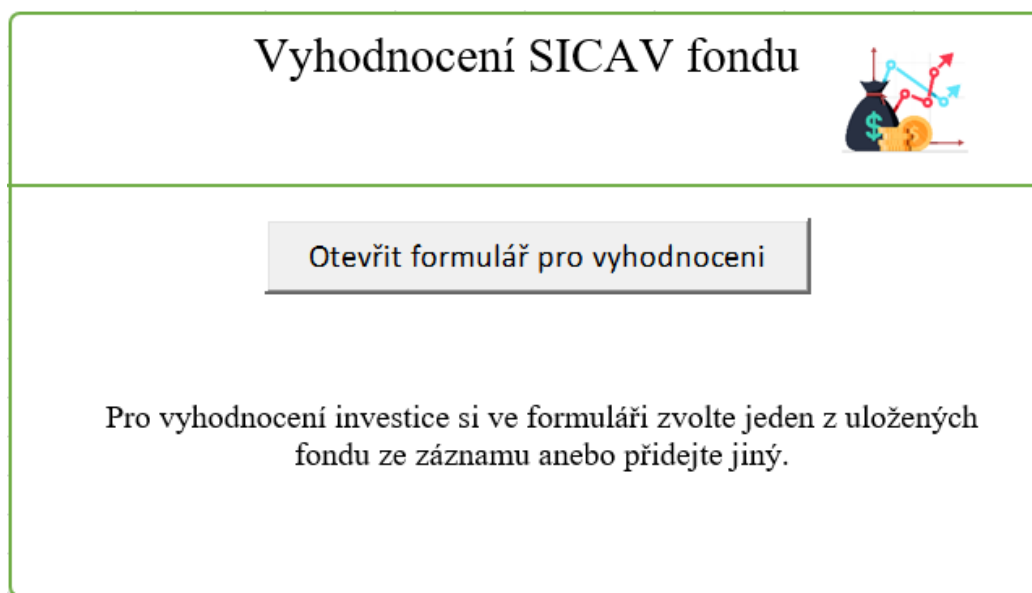 Vyhodnocení SICAV fondu
$
Otevřit formulář pro vyhodnoceni
Pro vyhodnocení investice si ve formuláři zvolte jeden z uložených
fondu ze záznamu anebo přidejte jiný.